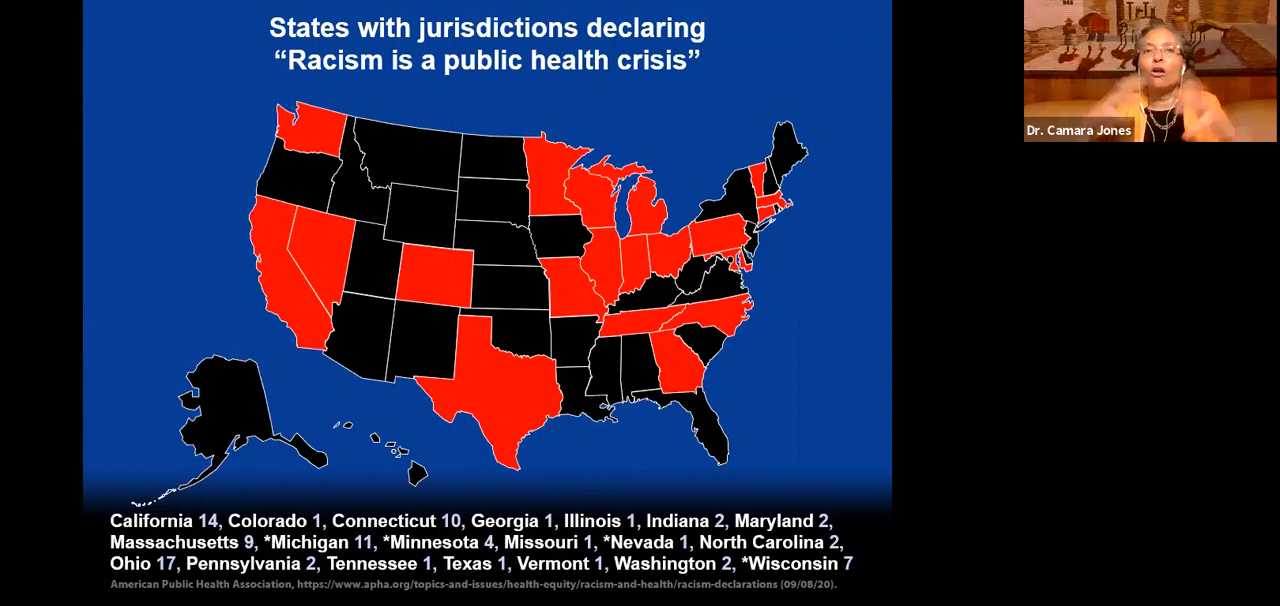 States with jurisdictions declaring
“Racism is a public health crisis”
Dr. Camara Jones
California 14, Colorado 1, Connecticut 10, Georgia 1, Illinois 1, Indiana 2, Maryland 2,
Massachusetts 9, *Michigan 11, *Minnesota 4, Missouri 1, *Nevada 1, North Carolina 2,
Ohio 17, Pennsylvania 2, Tennessee 1, Texas 1, Vermont 1, Washington 2, *Wisconsin 7
American Public Health Association, https://www.apha.org/topics-and-issues/health-equity/racism-and-health/racism-declarations (09/08/20).